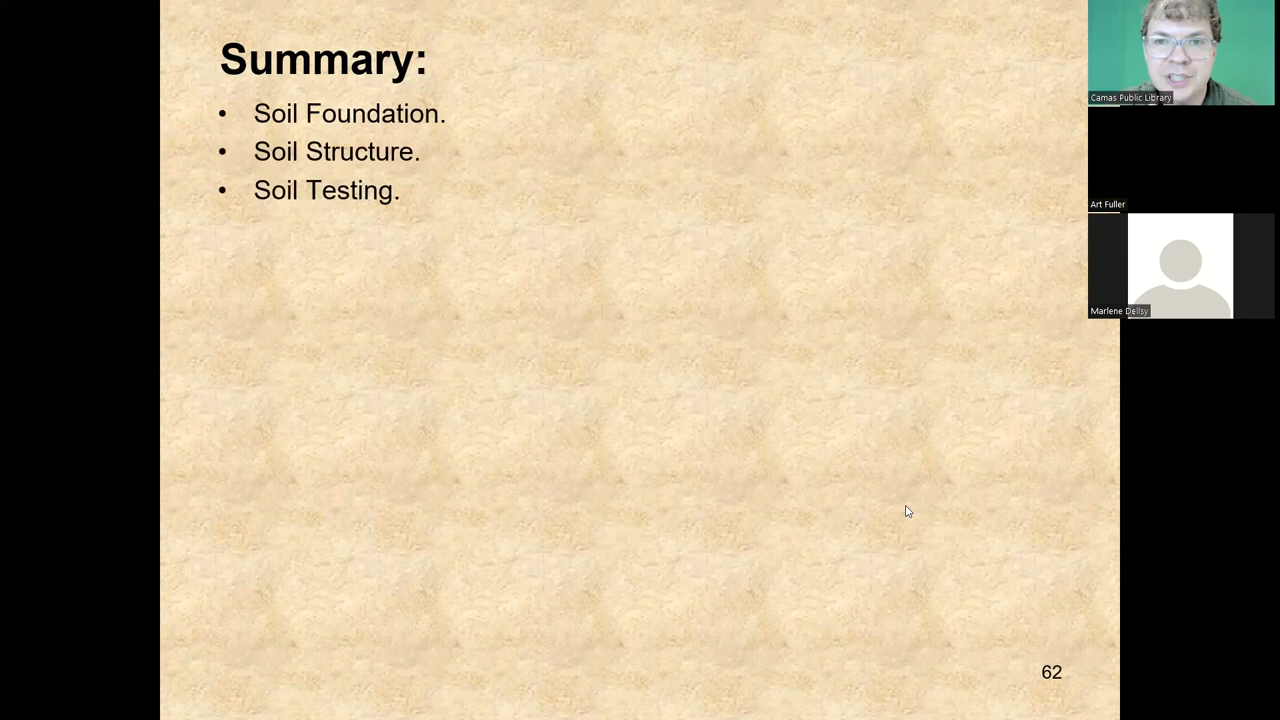 Summary:
• Soil Foundation.
• Soil Structure.
• Soil Testing.
62
Camas Public Library
Art Fuller
Marlene Dellsy